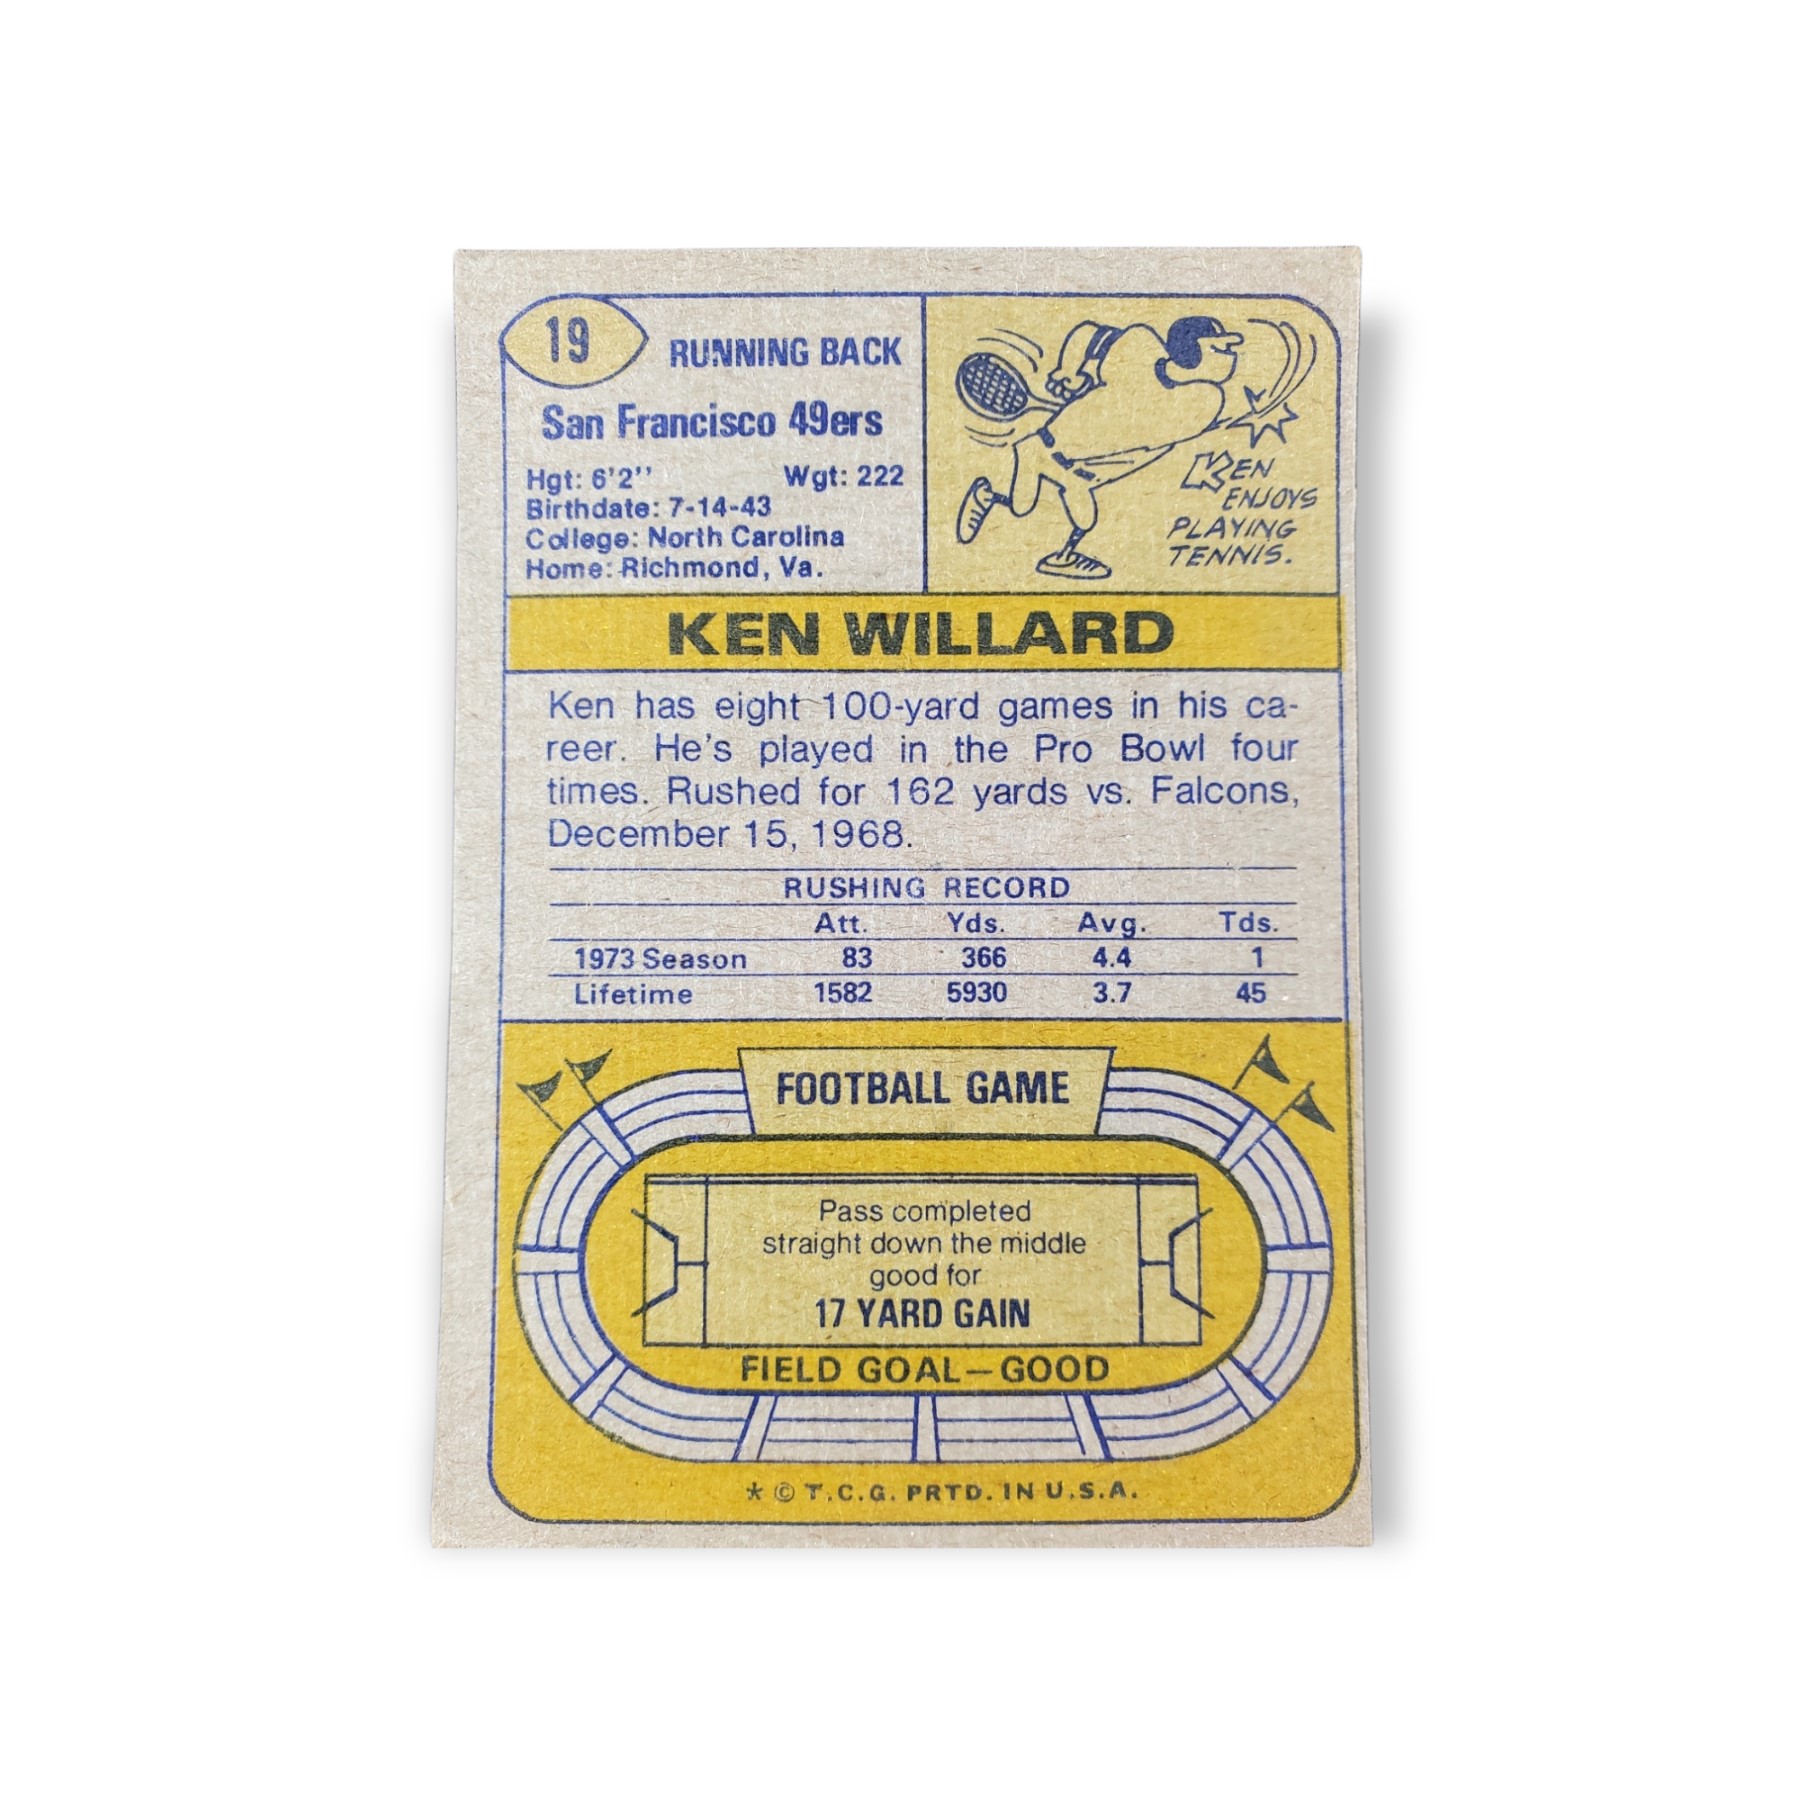 19
RUNNING BACK
San Francisco 49ers
Hgt: 6'2'' Wgt: 222
Birthdate: 7-14-43
College: North Carolina
Home: Richmond, Va.
KEN
ENJOYS
PLAYING
TENNIS.
KEN WILLARD
Ken has eight 100-yard games in his ca-
reer. He's played in the Pro Bowl four
times. Rushed for 162 yards vs. Falcons,
December 15, 1968.
RUSHING RECORD
Att. Yds. Avg. Tds.
1973 Season 83 366 4.4 1
Lifetime 1582 5930 3.7 45
FOOTBALL GAME
Pass completed
straight down the middle
good for
17 YARD GAIN
FIELD GOAL—GOOD
* © T.C.G. PRTD. IN U.S.A.